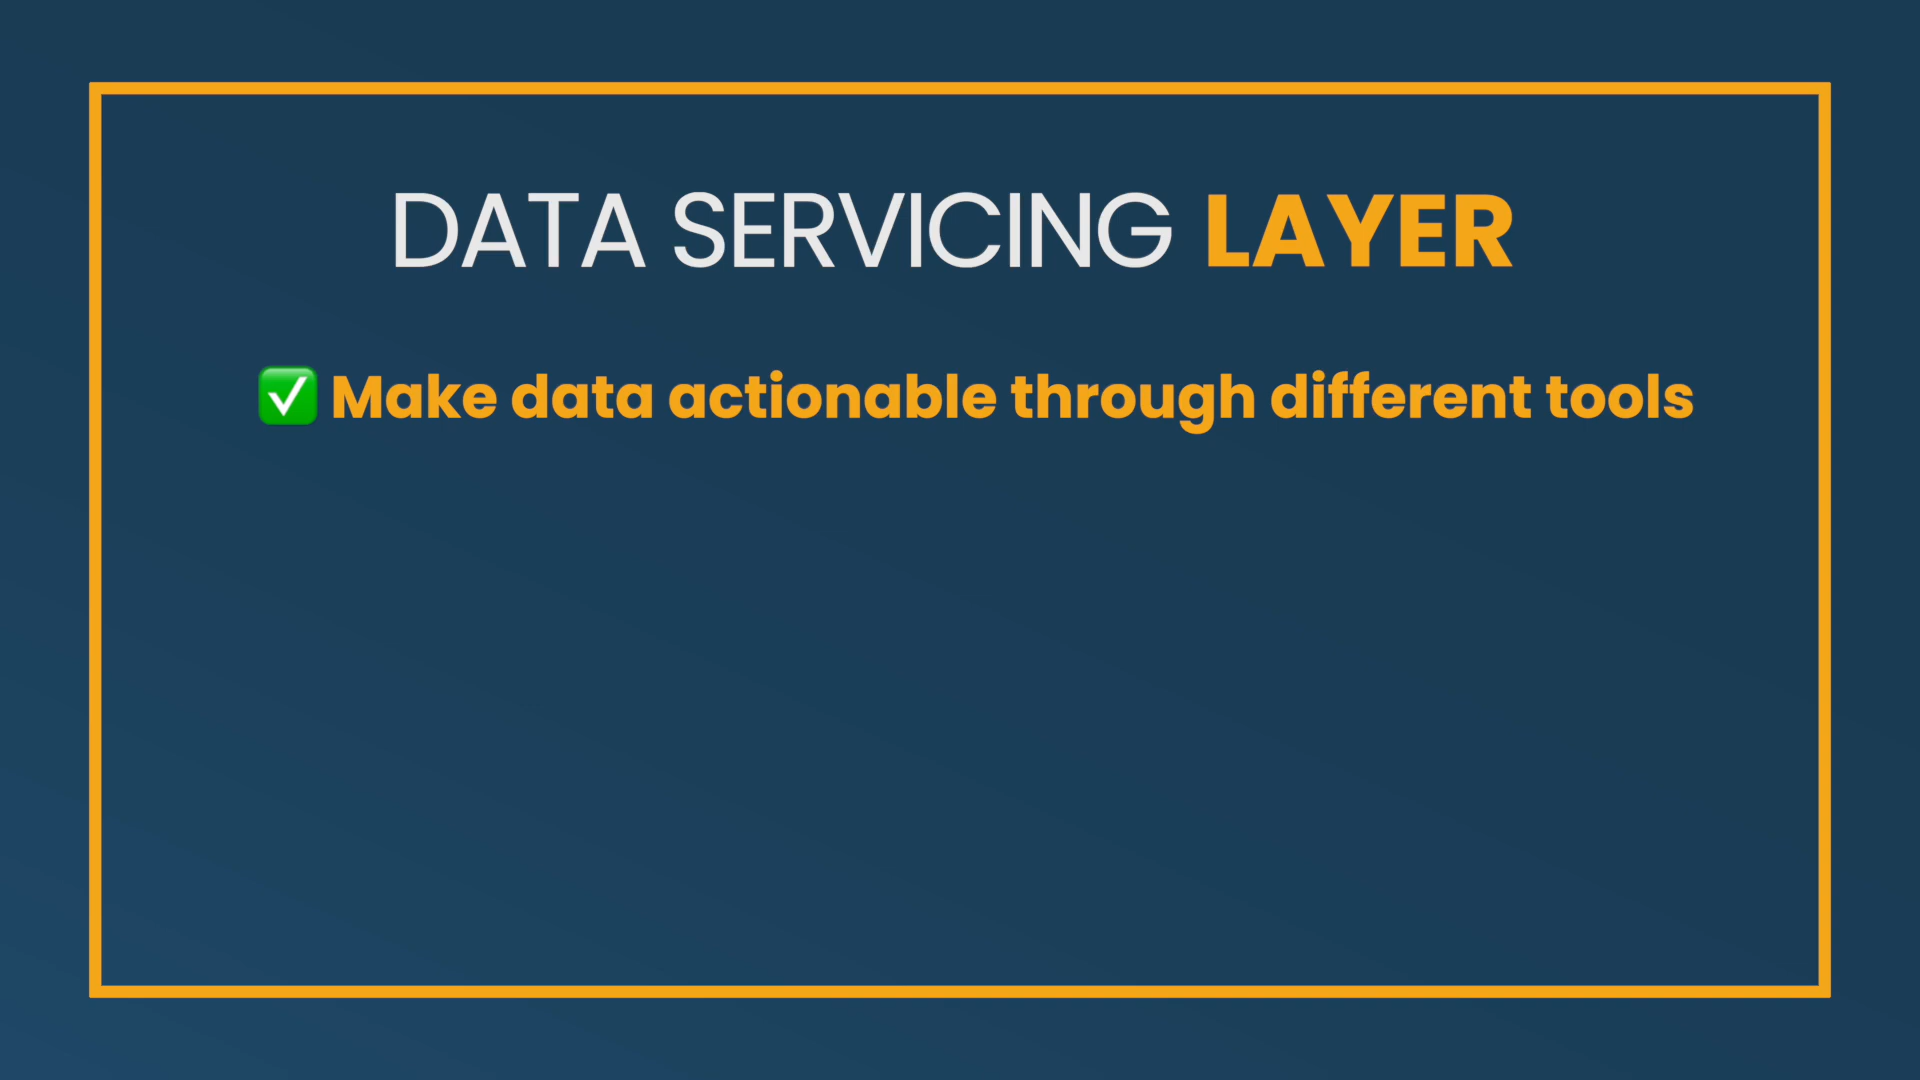 DATA SERVICING LAYER
✅ Make data actionable through different tools